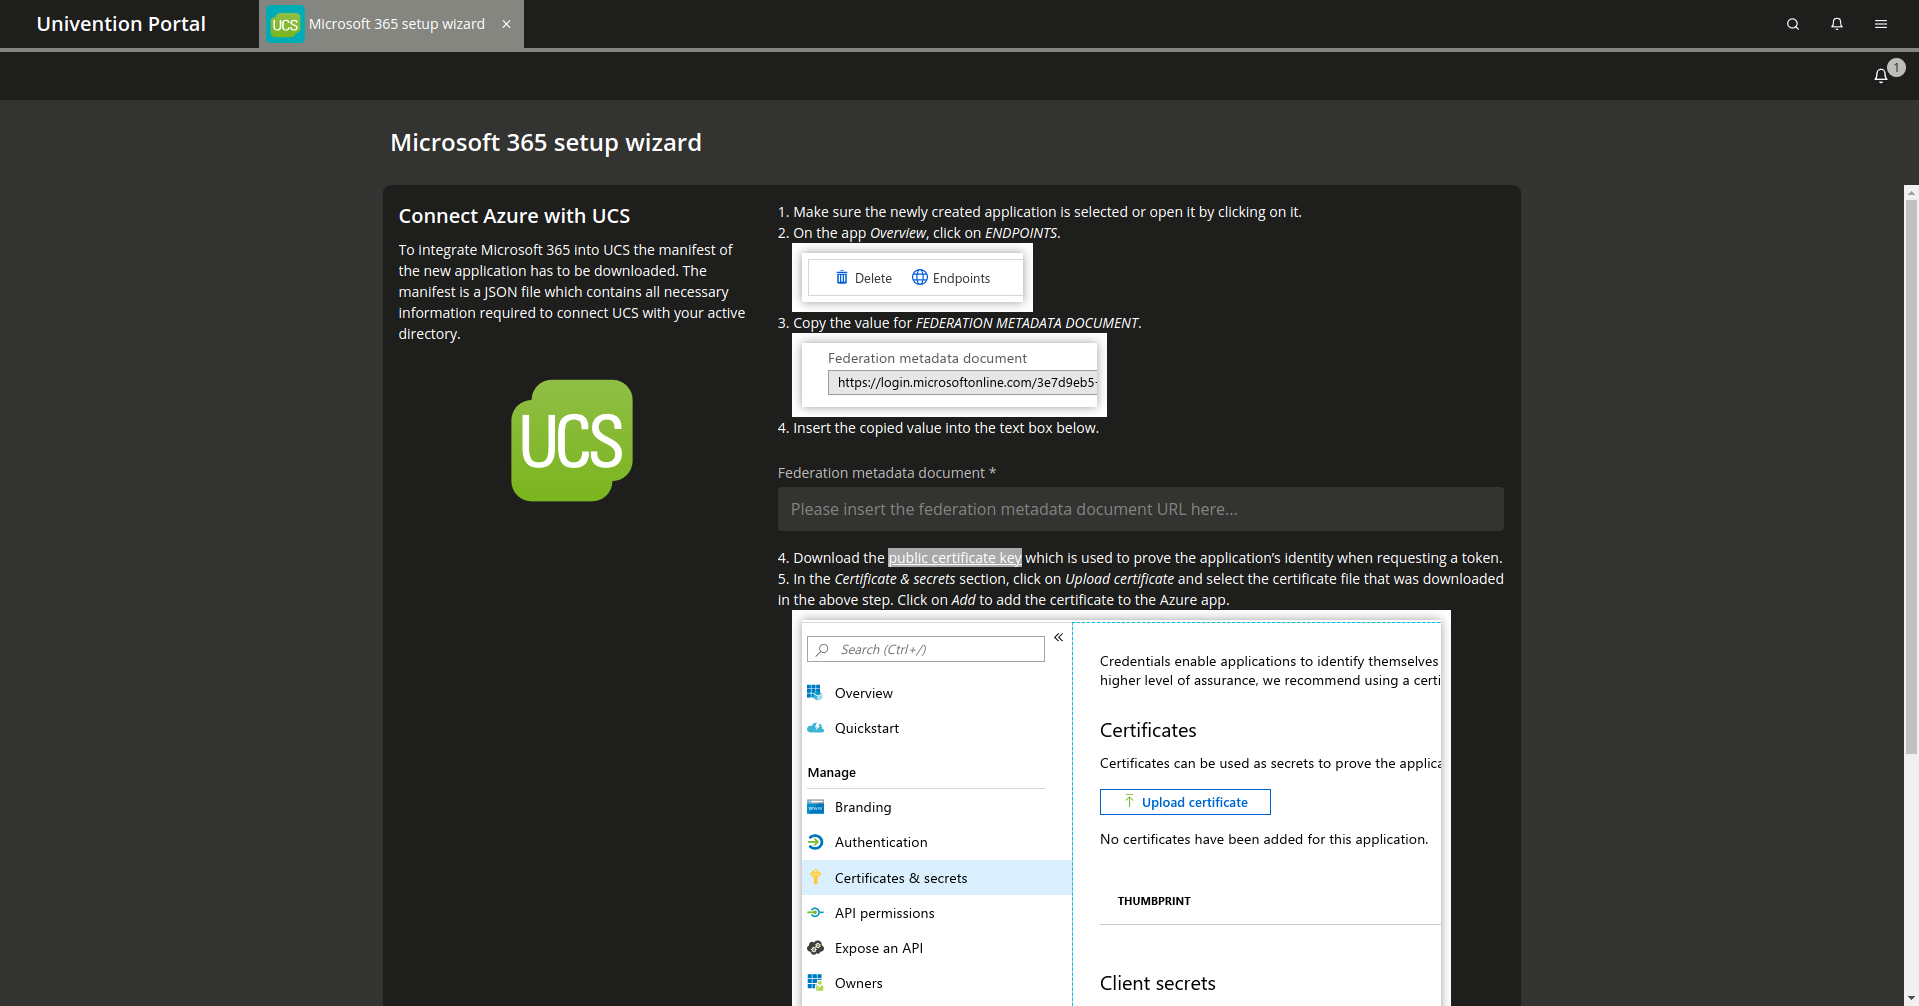 Univention Portal
UCS
Microsoft 365 setup wizard
1
Microsoft 365 setup wizard
Connect Azure with UCS
To integrate Microsoft 365 into UCS the manifest of
the new application has to be downloaded. The
manifest is a JSON file which contains all necessary
information required to connect UCS with your active
directory.
UCS
1. Make sure the newly created application is selected or open it by clicking on it.
2. On the app Overview, click on ENDPOINTS.
Delete
Endpoints
3. Copy the value for FEDERATION METADATA DOCUMENT.
Federation metadata document
https://login.microsoftonline.com/3e7d9eb5-
4. Insert the copied value into the text box below.
Federation metadata document *
Please insert the federation metadata document URL here...
4. Download the public certificate key which is used to prove the application’s identity when requesting a token.
5. In the Certificate & secrets section, click on Upload certificate and select the certificate file that was downloaded
in the above step. Click on Add to add the certificate to the Azure app.
Search (Ctrl+/)
«
Overview
Quickstart
Manage
Branding
Authentication
Certificates & secrets
API permissions
Expose an API
Owners
Credentials enable applications to identify themselves
higher level of assurance, we recommend using a certi
Certificates
Certificates can be used as secrets to prove the applica
Upload certificate
No certificates have been added for this application.
THUMBPRINT
Client secrets